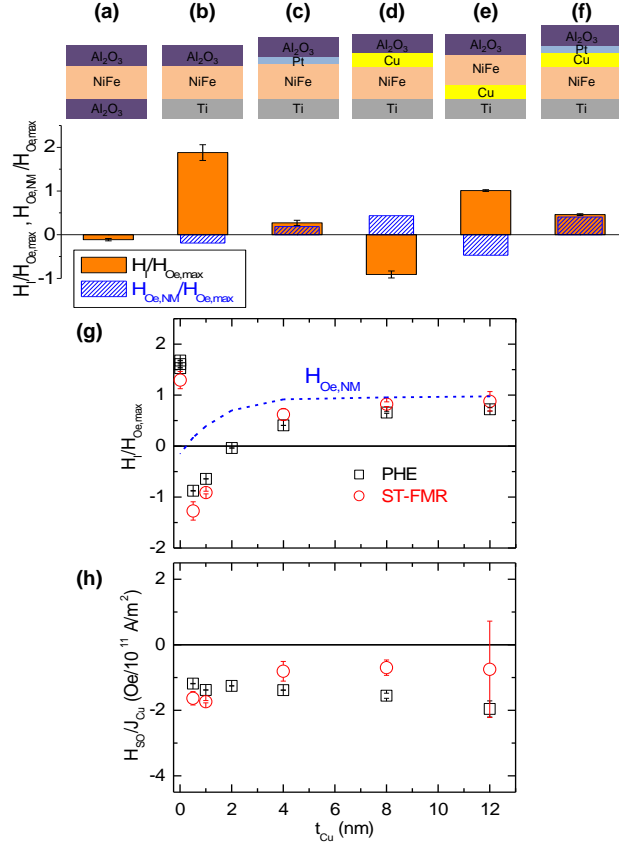 (a) (b) (c) (d) (e) (f)
Al2O3 NiFe Al2O3
Al2O3 NiFe Ti
Al2O3 Pt NiFe Ti
Al2O3 Cu NiFe Ti
Al2O3 NiFe Cu Ti
Al2O3 Pt Cu NiFe Ti
HI/HOe,max , HOe,NM/HOe,max
1
0
-1
HI/HOe,max
HOe,NM/HOe,max
(g)
HI/HOe,max
2
1
0
-1
-2
HOe,NM
PHE
ST-FMR
(h)
HSO/JCu (Oe/10^11 A/m^2)
2
0
-2
-4
0 2 4 6 8 10 12
tCu (nm)